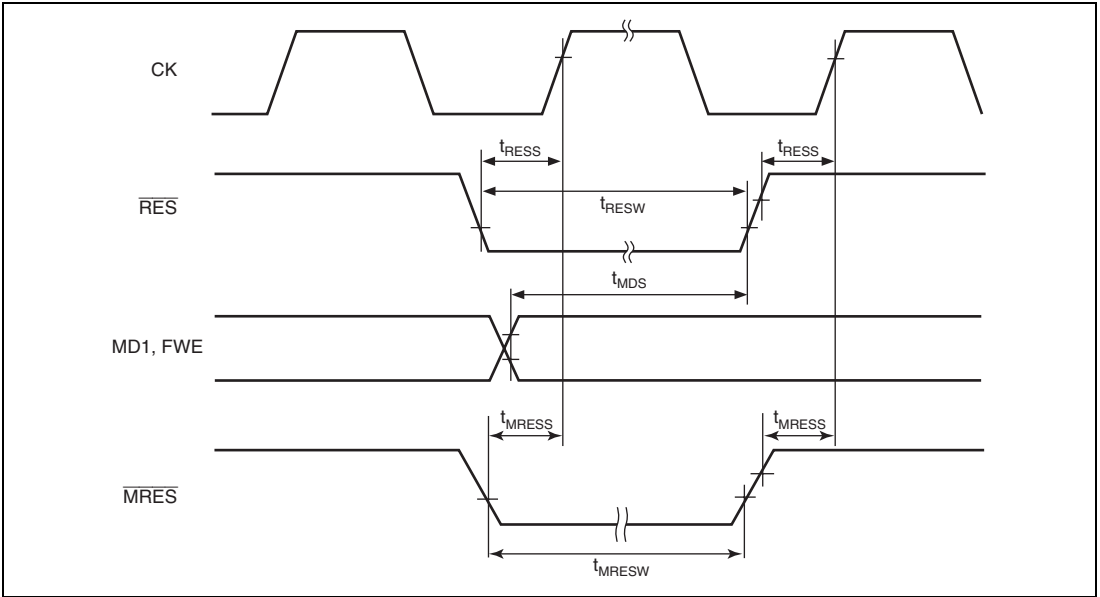 CK
tRESS
tRESS
RES
tRESW
tMDS
MD1, FWE
tMRESS
tMRESS
MRES
tMRESW